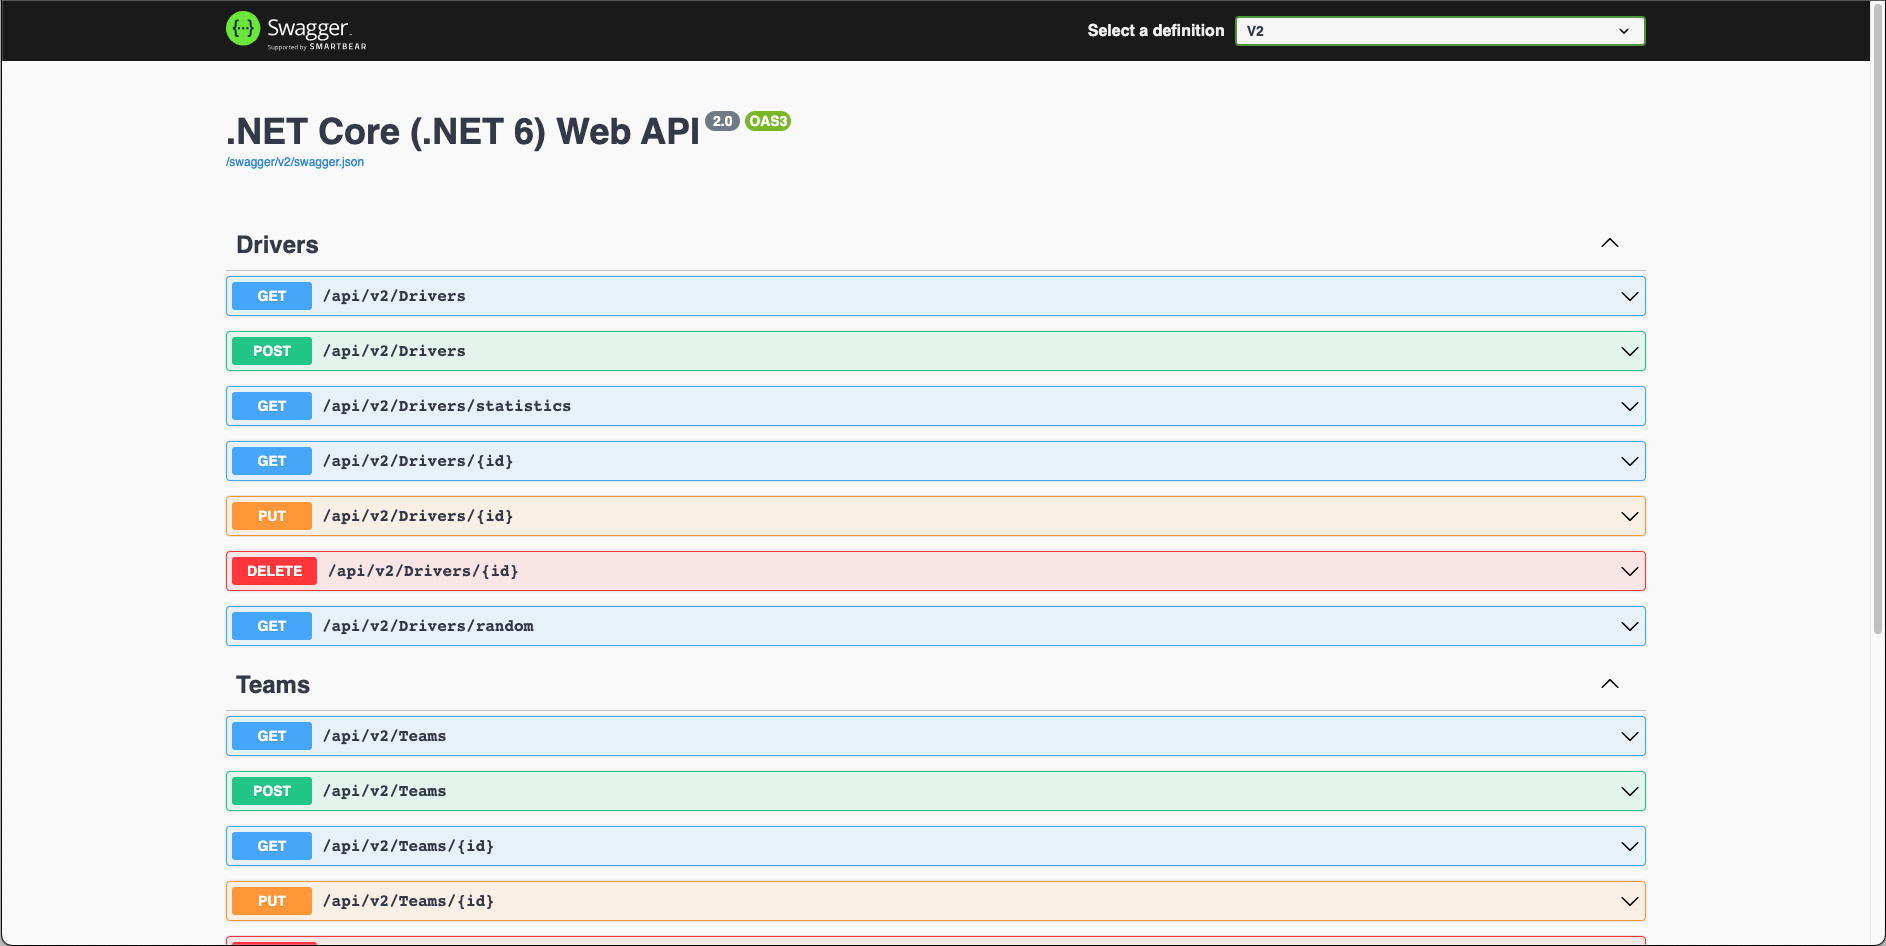 {···} Swagger.
Supported by SMARTBEAR
Select a definition
V2
.NET Core (.NET 6) Web API 2.0 OAS3
/swagger/v2/swagger.json
Drivers
GET /api/v2/Drivers
POST /api/v2/Drivers
GET /api/v2/Drivers/statistics
GET /api/v2/Drivers/{id}
PUT /api/v2/Drivers/{id}
DELETE /api/v2/Drivers/{id}
GET /api/v2/Drivers/random
Teams
GET /api/v2/Teams
POST /api/v2/Teams
GET /api/v2/Teams/{id}
PUT /api/v2/Teams/{id}